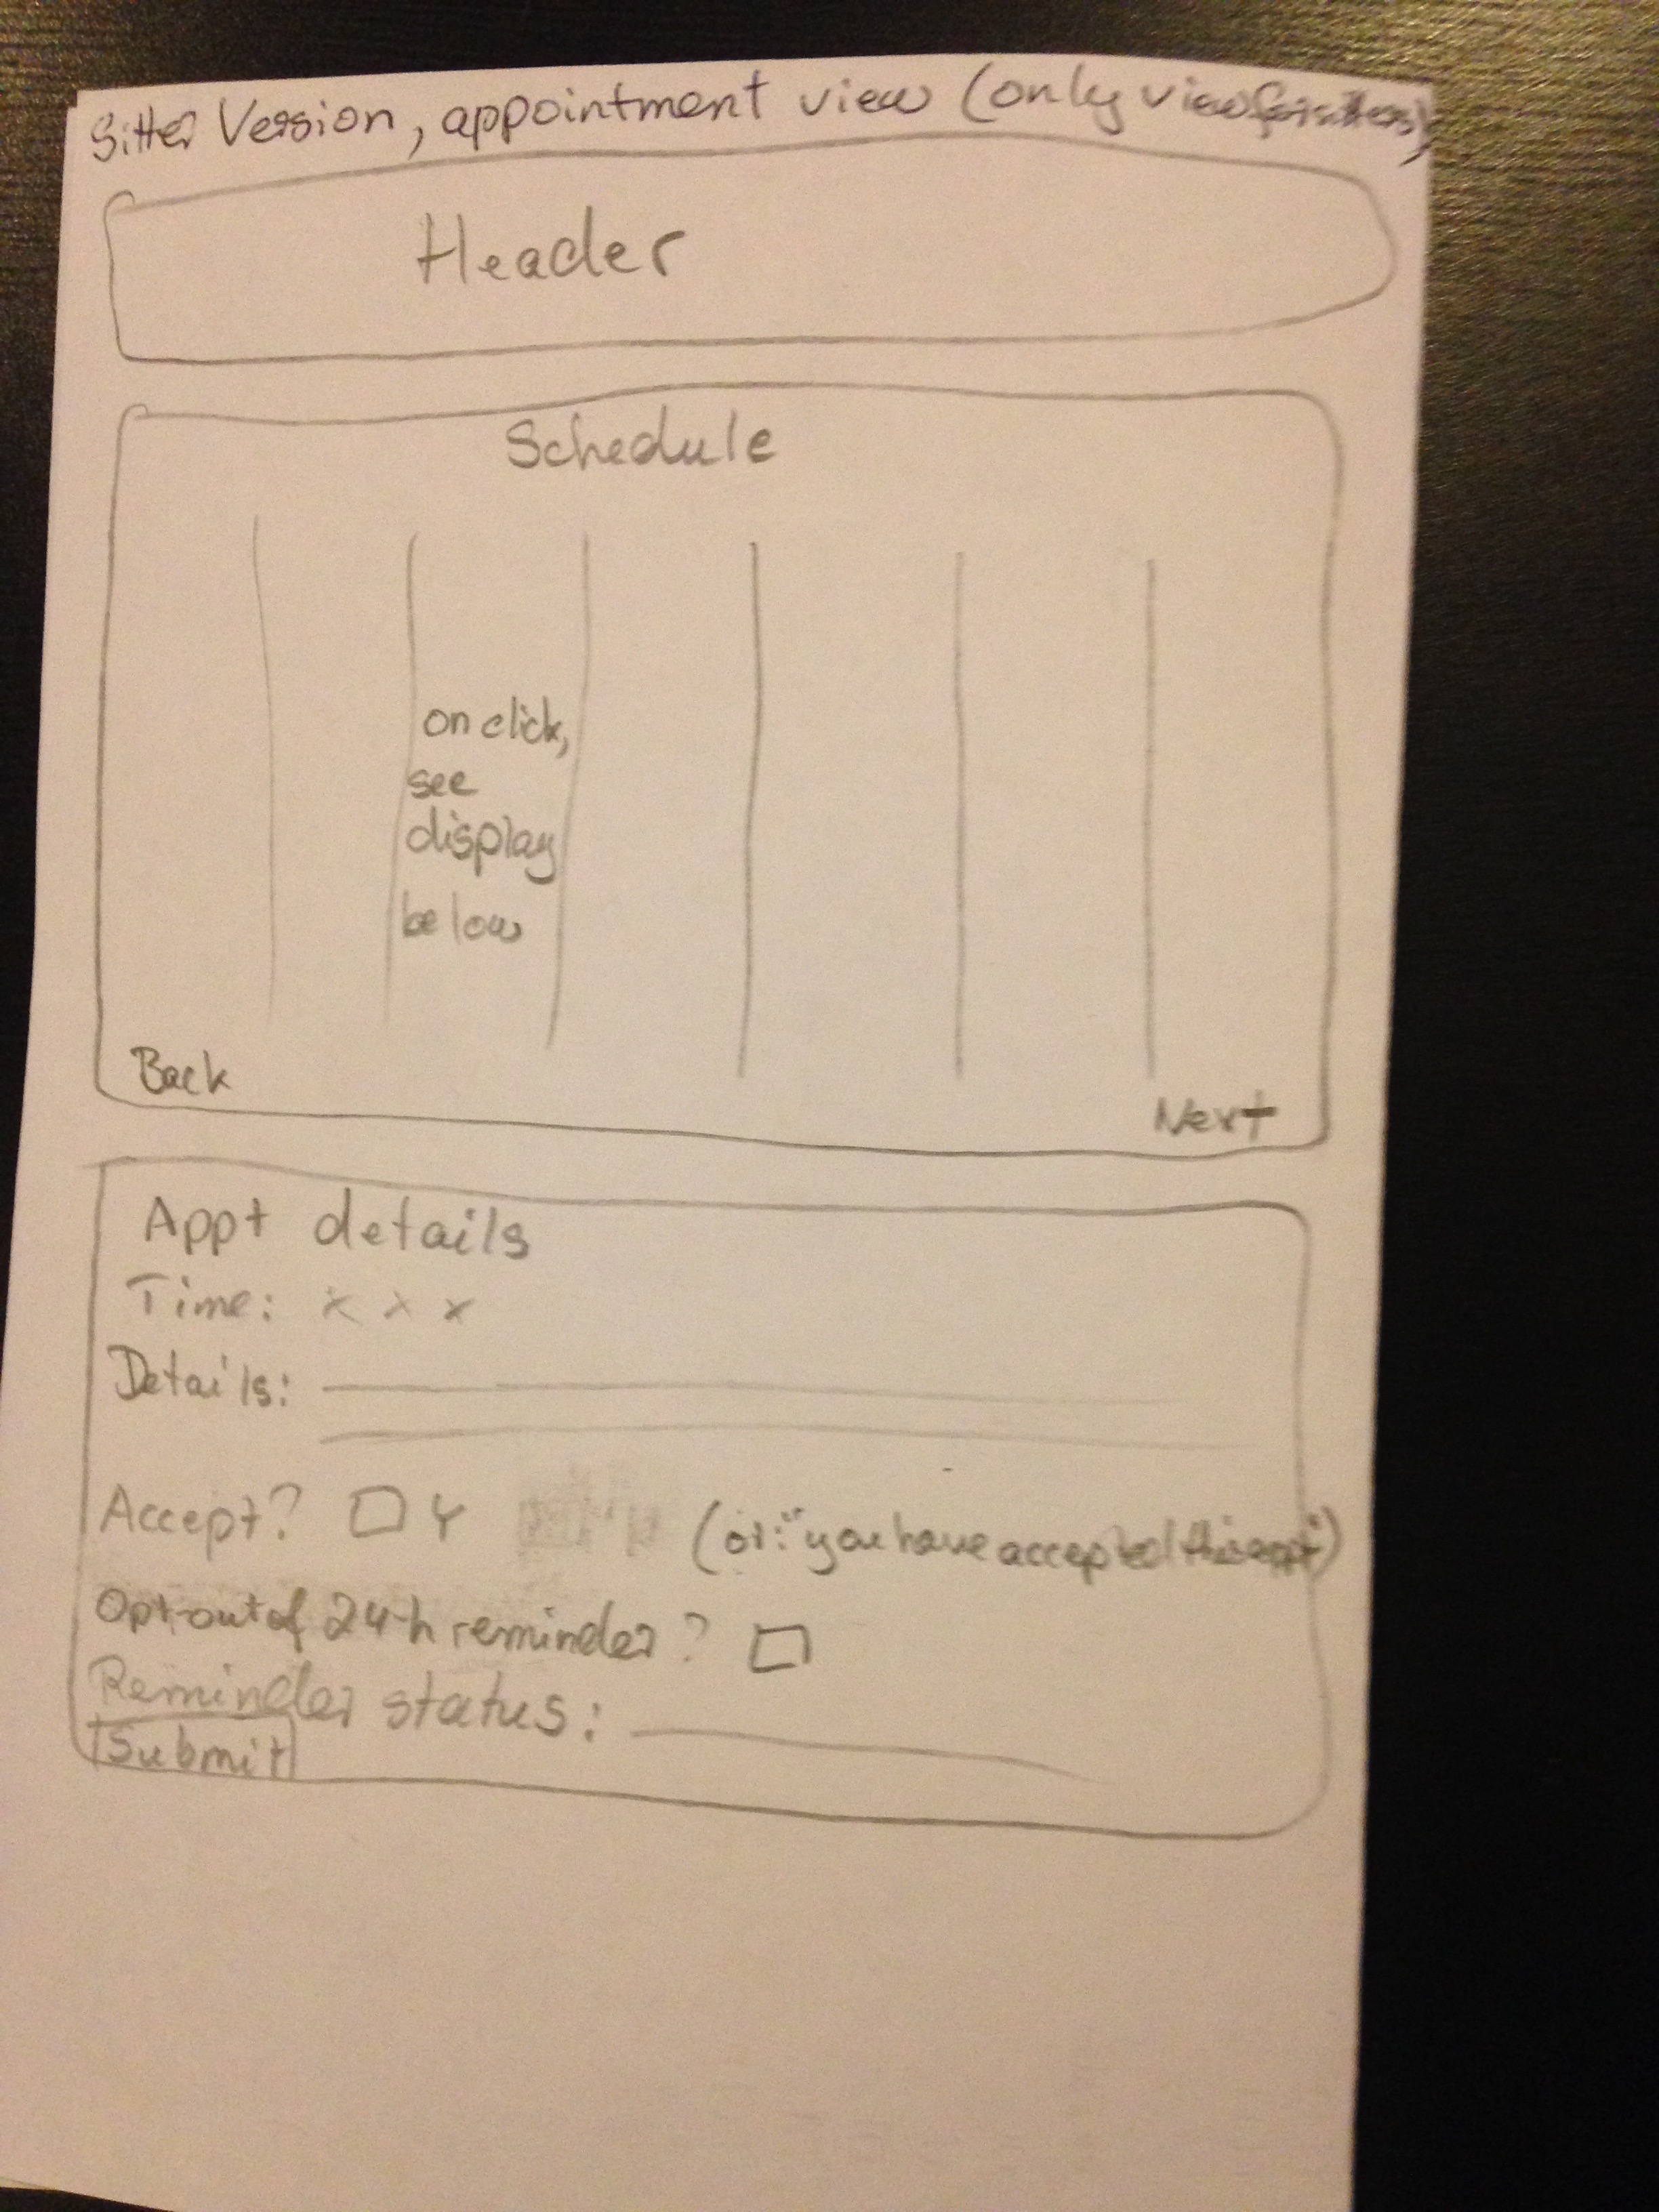 Sitter Version, appointment view (only view for sitters)
Header
Schedule
on click,
see
display
below
Back
Next
Appt details
Time: x x x
Details:
Accept? Y (or: "you have accepted this appt")
Opt-out of 24-h reminder?
Reminder status:
Submit